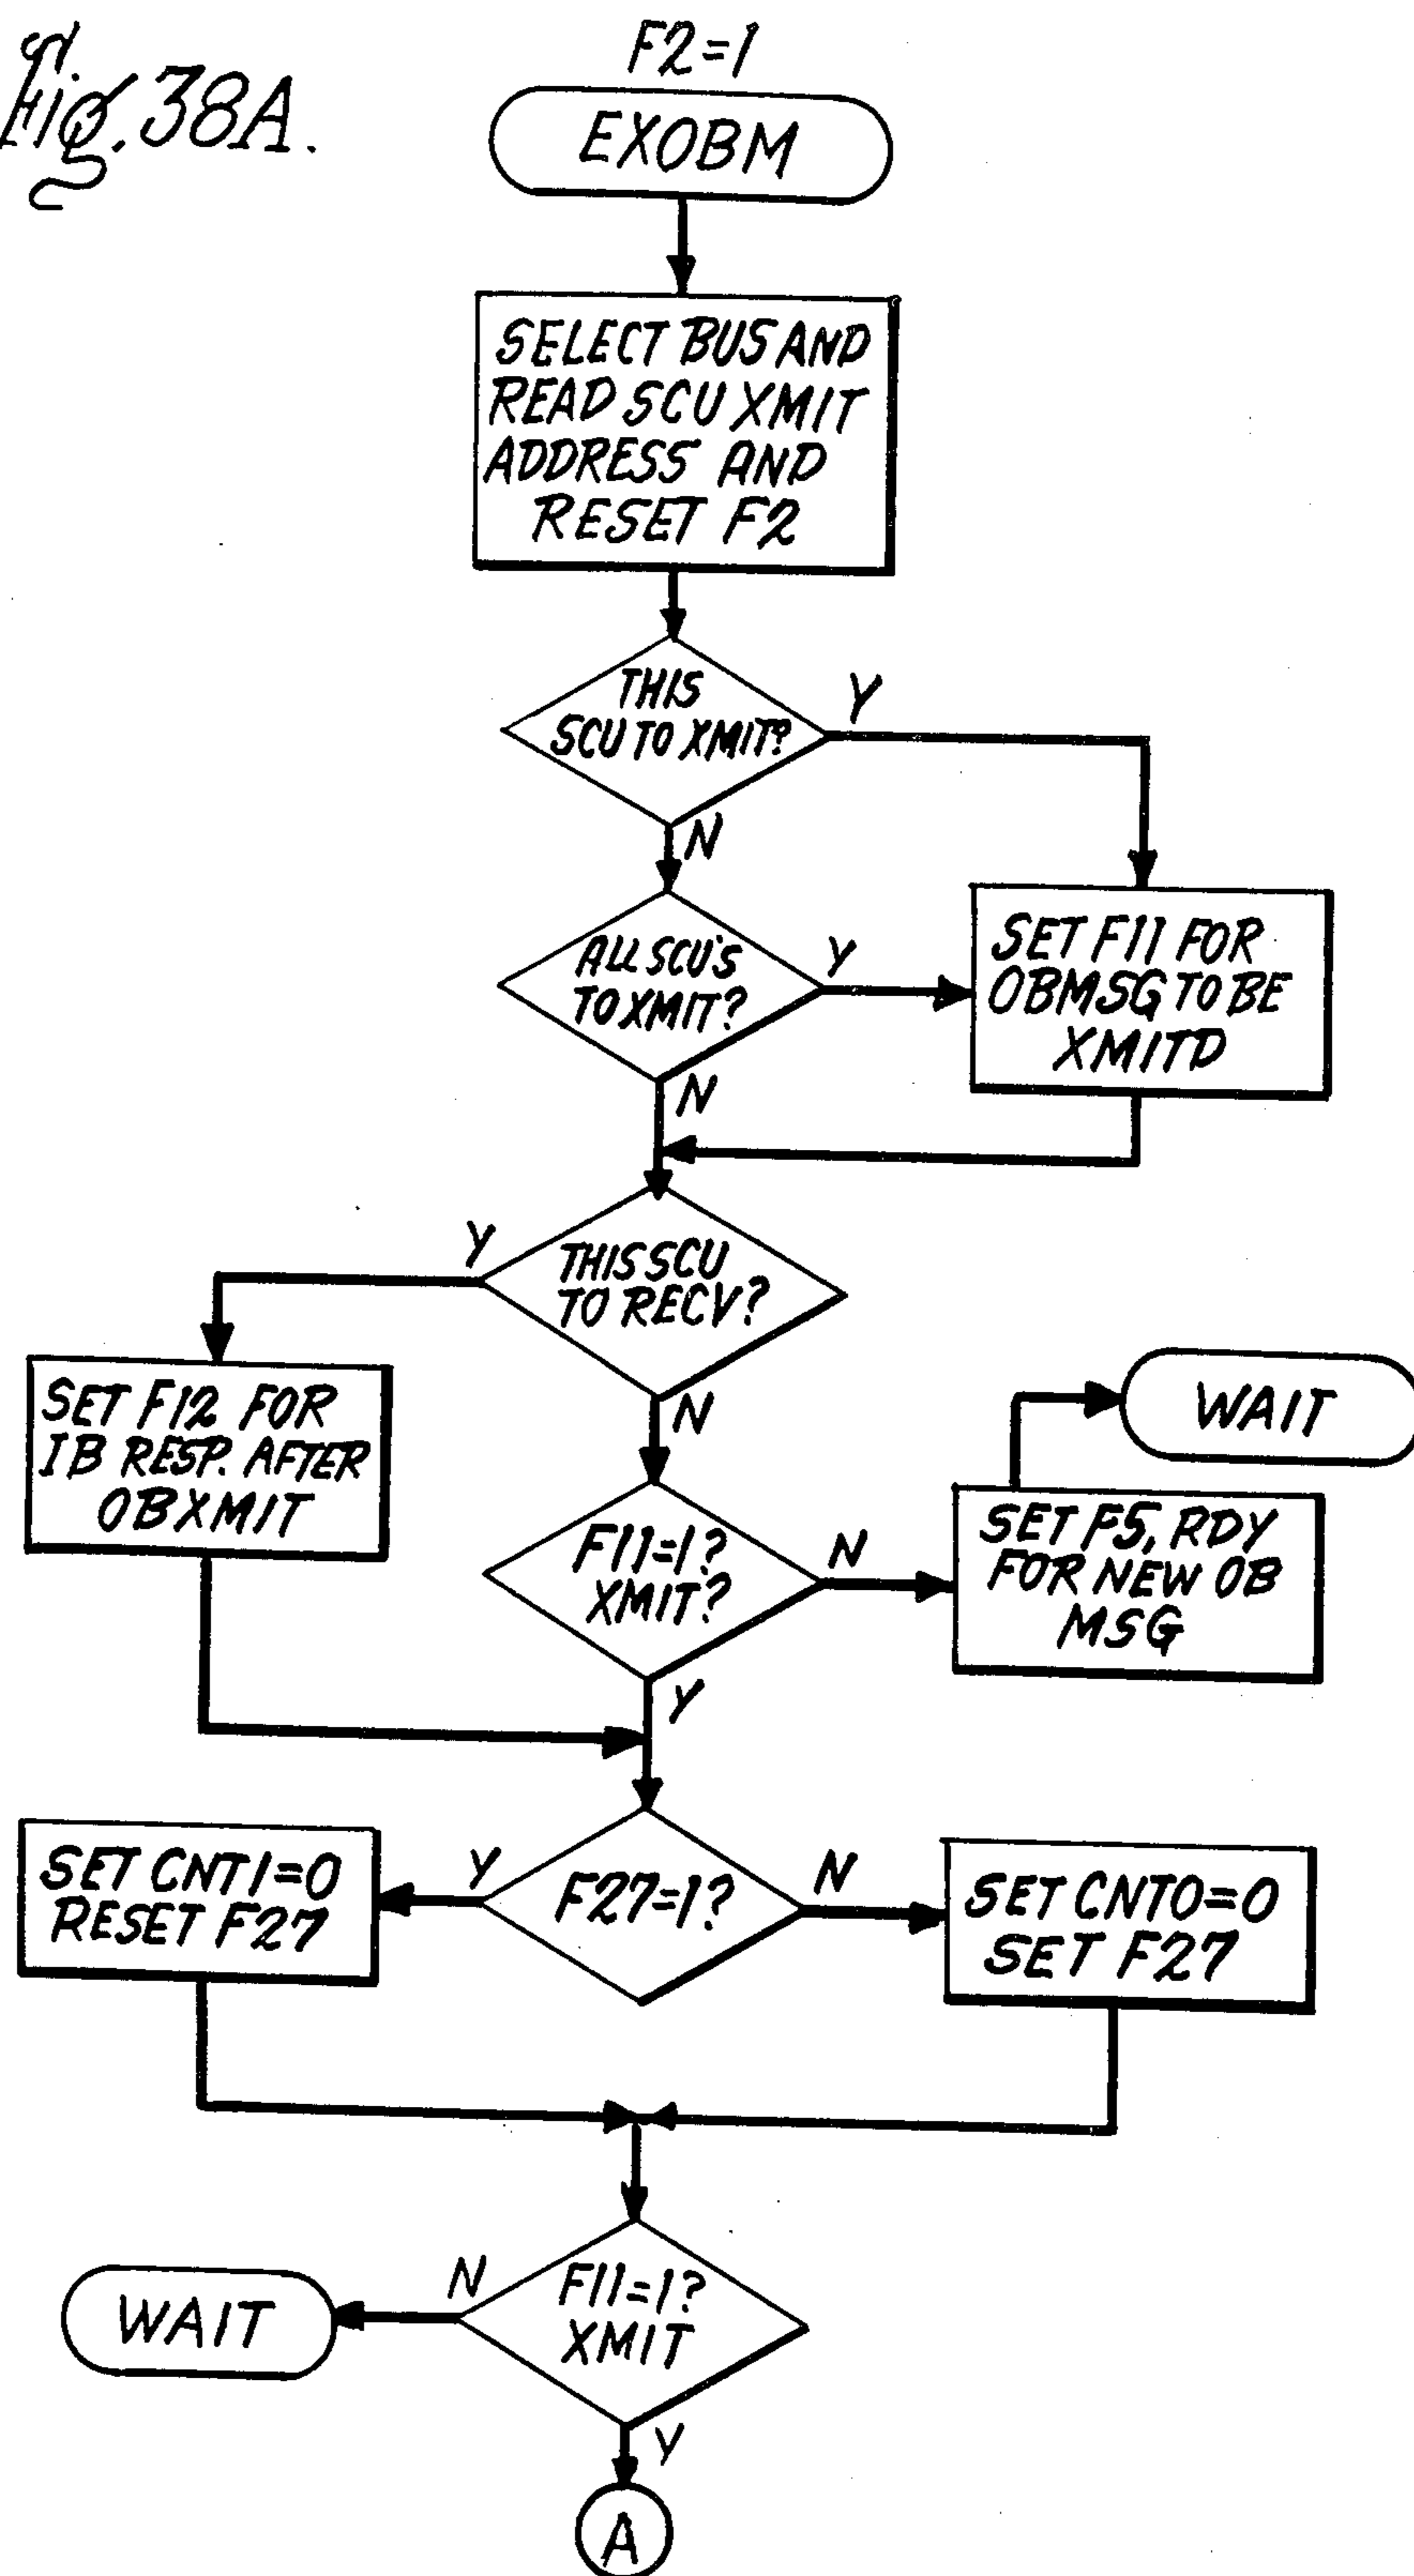 Fig. 38A.
F2=1
EXOBM
SELECT BUS AND
READ SCU XMIT
ADDRESS AND
RESET F2
THIS
SCU TO XMIT?
Y
N
ALL SCU'S
TO XMIT?
Y
SET F11 FOR
OBMSG TO BE
XMITD
N
THIS SCU
TO RECV?
Y
N
SET F12 FOR
IB RESP. AFTER
OBXMIT
WAIT
F11=1?
XMIT?
N
SET F5, RDY
FOR NEW OB
MSG
Y
SET CNT1=0
RESET F27
Y
F27=1?
N
SET CNT0=0
SET F27
WAIT
N
F11=1?
XMIT
Y
A